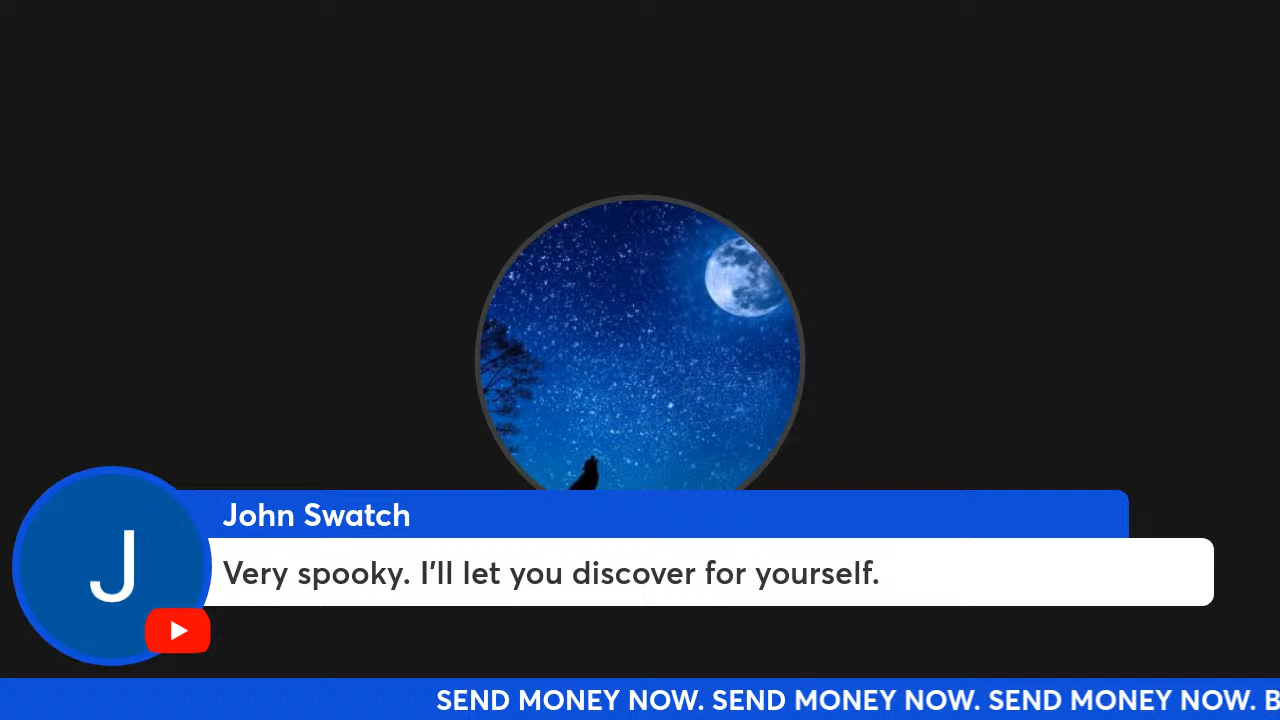 John Swatch
J
Very spooky. I'll let you discover for yourself.
SEND MONEY NOW. SEND MONEY NOW. SEND MONEY NOW. B